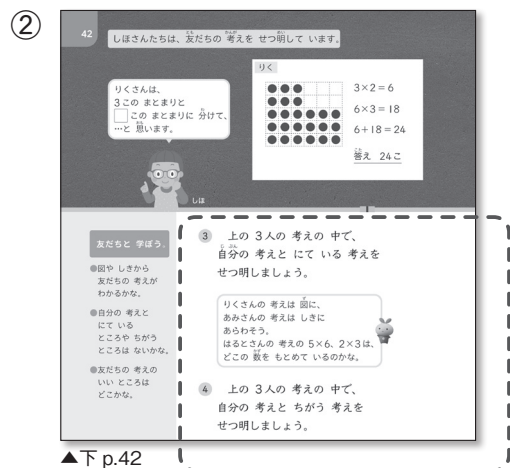 ②
42
しほさんたちは、友だちの 考えを せつ明して います。
りくさんは、
3この まとまりと
□この まとまりに 分けて、
…と 思います。
しほ
りく
3×2=6
6×3=18
6+18=24
答え 24こ
友だちと 学ぼう。
●図や しきから
友だちの 考えが
わかるかな。
●自分の 考えと
にて いる
ところや ちがう
ところは ないかな。
●友だちの 考えの
いい ところは
どこかな。
3 上の 3人の 考えの 中で、
自分の 考えと にて いる 考えを
せつ明しましょう。
りくさんの 考えは 図に、
あみさんの 考えは しきに
あらわそう。
はるとさんの 考えの 5×6、2×3は、
どこの 数を もとめて いるのかな。
4 上の 3人の 考えの 中で、
自分の 考えと ちがう 考えを
せつ明しましょう。
▲下 p.42